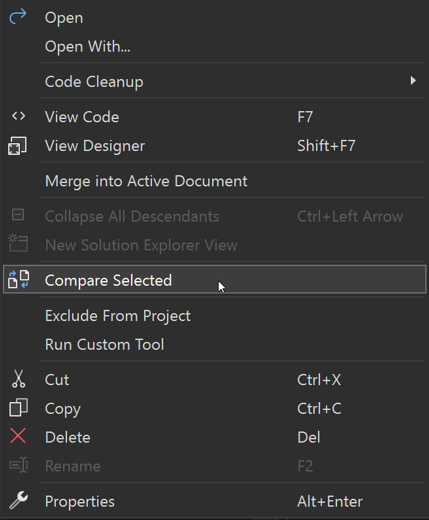 Open
Open With...
Code Cleanup
View Code F7
View Designer Shift+F7
Merge into Active Document
Collapse All Descendants Ctrl+Left Arrow
New Solution Explorer View
Compare Selected
Exclude From Project
Run Custom Tool
Cut Ctrl+X
Copy Ctrl+C
Delete Del
Rename F2
Properties Alt+Enter